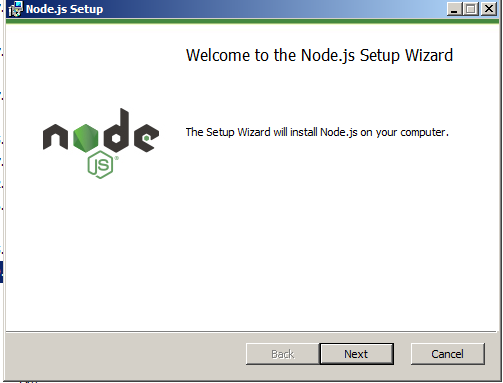 Node.js Setup
Welcome to the Node.js Setup Wizard
The Setup Wizard will install Node.js on your computer.
node
JS®
Back
Next
Cancel